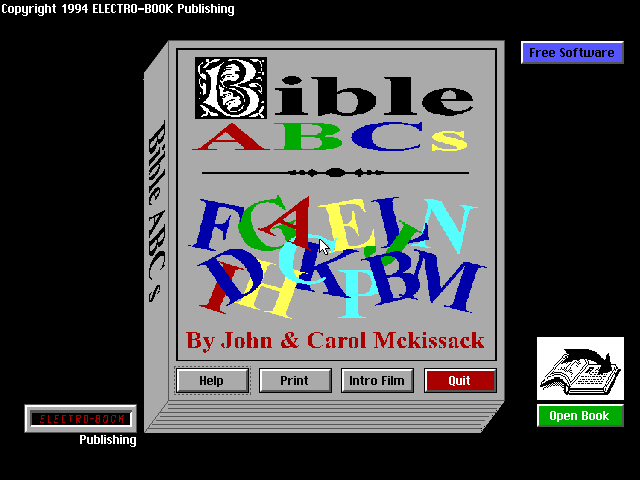 Copyright 1994 ELECTRO-BOOK Publishing
Free Software
Bible
ABCs
Bible ABCs
F G A E I J N
D I H C K P B M
By John & Carol Mckissack
Help
Print
Intro Film
Quit
ELECTRO-BOOK
Publishing
Open Book